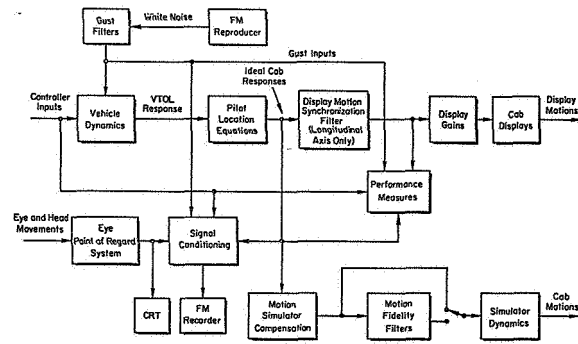 Gust
Filters
White Noise
FM
Reproducer
Gust Inputs
Ideal Cab
Responses
Controller
Inputs
Vehicle
Dynamics
VTOL
Response
Pilot
Location
Equations
Display Motion
Synchronization
Filter
(Longitudinal
Axis Only)
Display
Gains
Cab
Displays
Display
Motions
Performance
Measures
Eye and Head
Movements
Eye
Point of Regard
System
Signal
Conditioning
CRT
FM
Recorder
Motion
Simulator
Compensation
Motion
Fidelity
Filters
Simulator
Dynamics
Cab
Motions